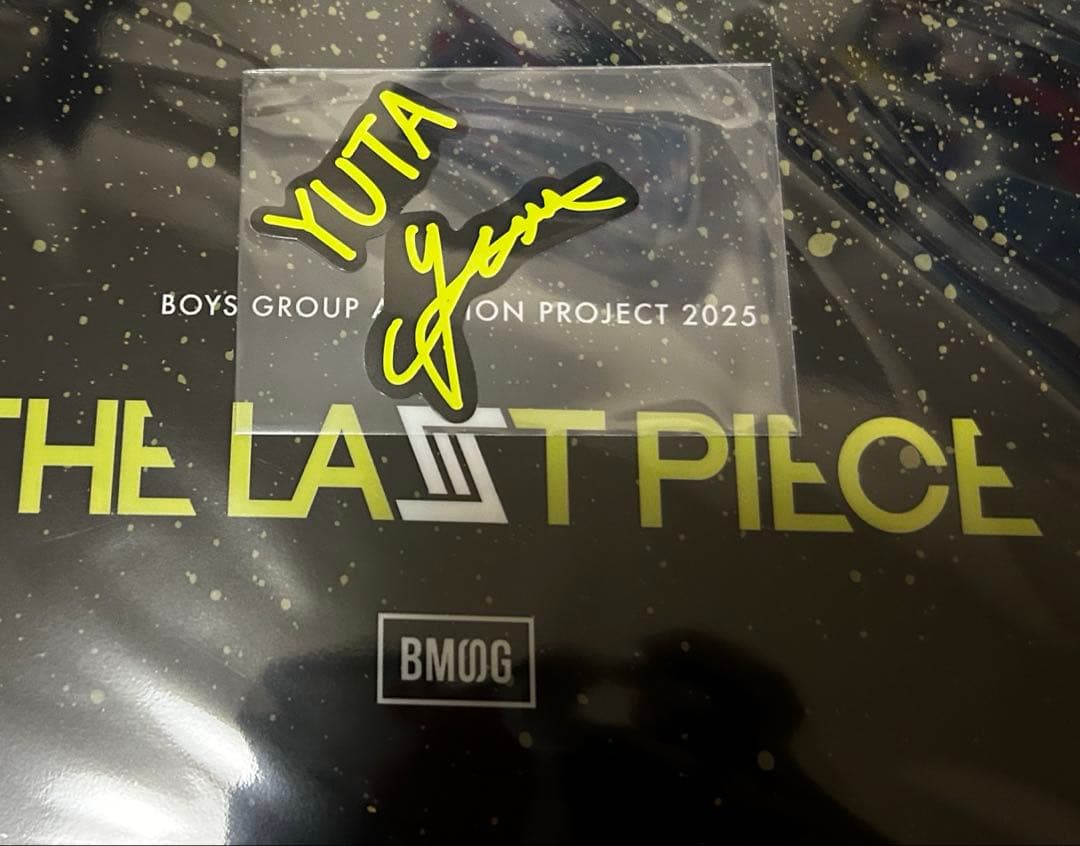 YUTA
BOYS GROUP PROJECT 2025
THE LAST PIECE
BMSG